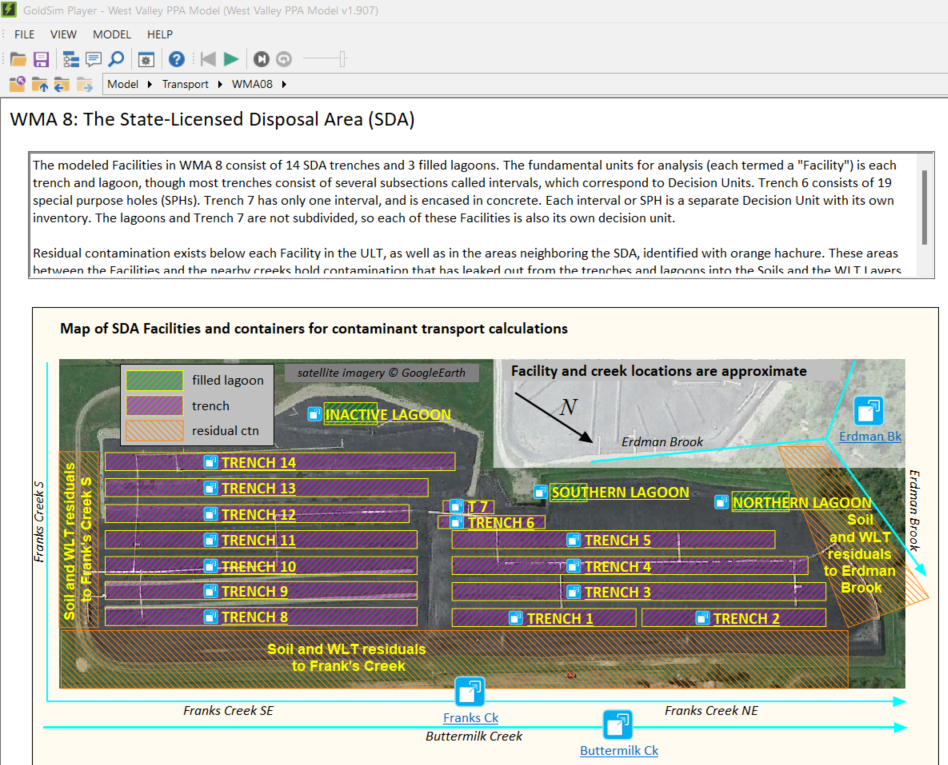 GoldSim Player - West Valley PPA Model (West Valley PPA Model v1.907)
FILE VIEW MODEL HELP
Model Transport WMA08
WMA 8: The State-Licensed Disposal Area (SDA)
The modeled Facilities in WMA 8 consist of 14 SDA trenches and 3 filled lagoons. The fundamental units for analysis (each termed a "Facility") is each
trench and lagoon, though most trenches consist of several subsections called intervals, which correspond to Decision Units. Trench 6 consists of 19
special purpose holes (SPHs). Trench 7 has only one interval, and is encased in concrete. Each interval or SPH is a separate Decision Unit with its own
inventory. The lagoons and Trench 7 are not subdivided, so each of these Facilities is also its own decision unit.
Residual contamination exists below each Facility in the ULT, as well as in the areas neighboring the SDA, identified with orange hachure. These areas
between the Facilities and the nearby creeks hold contamination that has leaked out from the trenches and lagoons into the Soils and the WLT Layers
Map of SDA Facilities and containers for contaminant transport calculations
filled lagoon
trench
residual ctn
satellite imagery © GoogleEarth
Facility and creek locations are approximate
N
Erdman Brook
Erdman Bk
INACTIVE LAGOON
TRENCH 14
TRENCH 13
TRENCH 12
TRENCH 11
TRENCH 10
TRENCH 9
TRENCH 8
T 7
TRENCH 6
SOUTHERN LAGOON
NORTHERN LAGOON
TRENCH 5
TRENCH 4
TRENCH 3
TRENCH 1
TRENCH 2
Franks Creek S
Soil and WLT residuals
to Frank's Creek S
Soil
and WLT
residuals
to Erdman
Brook
Erdman Brook
Soil and WLT residuals
to Frank's Creek
Franks Creek SE
Franks Ck
Franks Creek NE
Buttermilk Creek
Buttermilk Ck